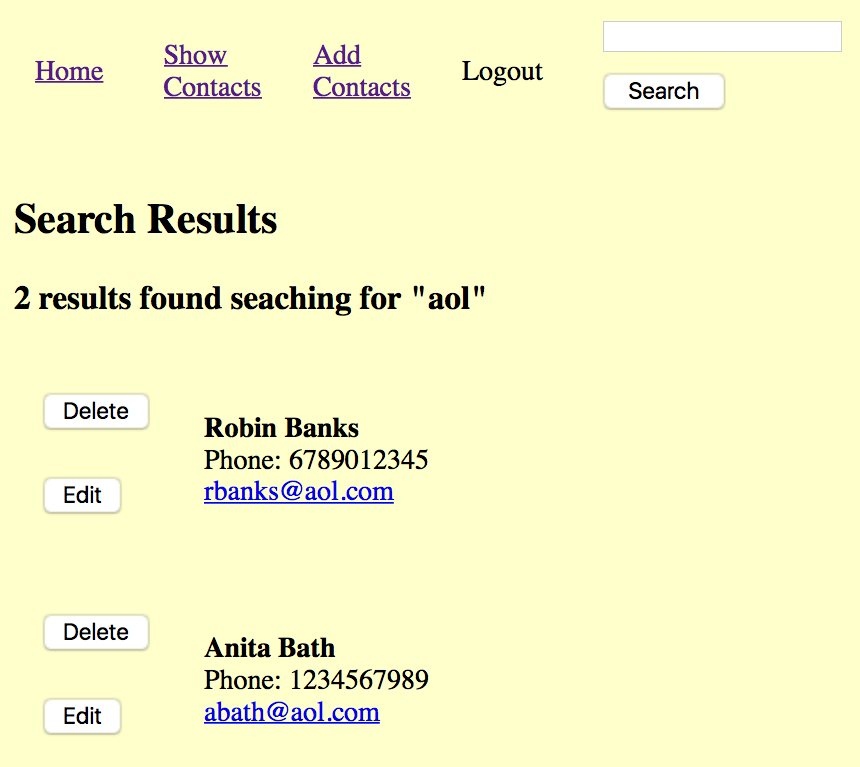 Home
Show
Contacts
Add
Contacts
Logout
Search
Search Results
2 results found seaching for "aol"
Delete
Edit
Robin Banks
Phone: 6789012345
rbanks@aol.com
Delete
Edit
Anita Bath
Phone: 1234567989
abath@aol.com